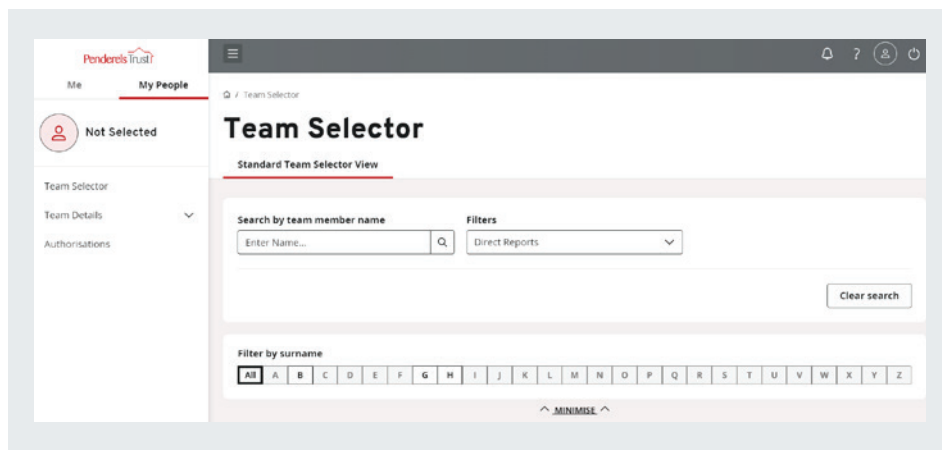 Penderels Trust
?
Me My People
/ Team Selector
Team Selector
Not Selected
Standard Team Selector View
Team Selector
Team Details
Authorisations
Search by team member name Filters
Enter Name... Direct Reports
Clear search
Filter by surname
All A B C D E F G H I J K L M N O P Q R S T U V W X Y Z
MINIMISE